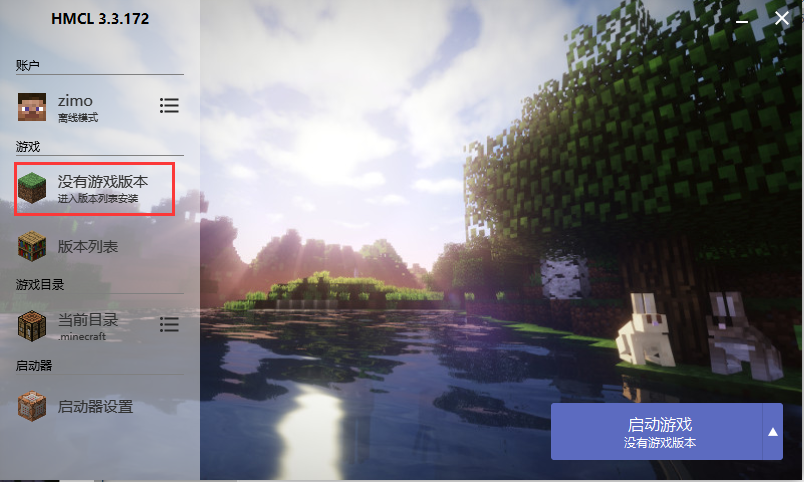 HMCL 3.3.172
账户
zimo
离线模式
游戏
没有游戏版本
进入版本列表安装
版本列表
游戏目录
当前目录
.minecraft
启动器
启动器设置
启动游戏
没有游戏版本